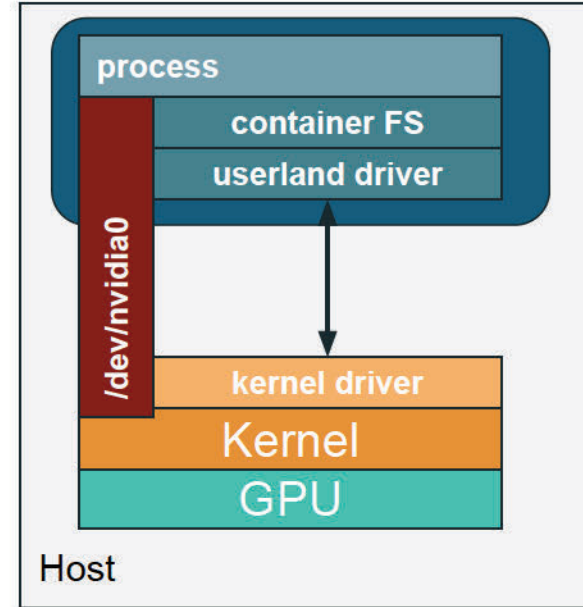 process
container FS
userland driver
/dev/nvidia0
kernel driver
Kernel
GPU
Host